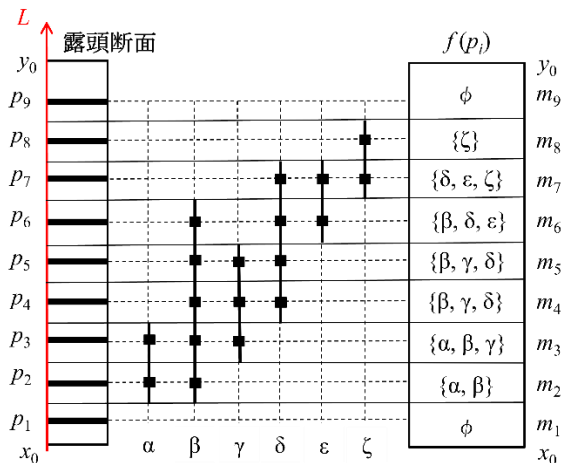 L 露頭断面 f(pᵢ)
y₀ y₀
p₉ ϕ m₉
p₈ {ζ} m₈
p₇ {δ, ε, ζ} m₇
p₆ {β, δ, ε} m₆
p₅ {β, γ, δ} m₅
p₄ {β, γ, δ} m₄
p₃ {α, β, γ} m₃
p₂ {α, β} m₂
p₁ ϕ m₁
x₀ α β γ δ ε ζ x₀